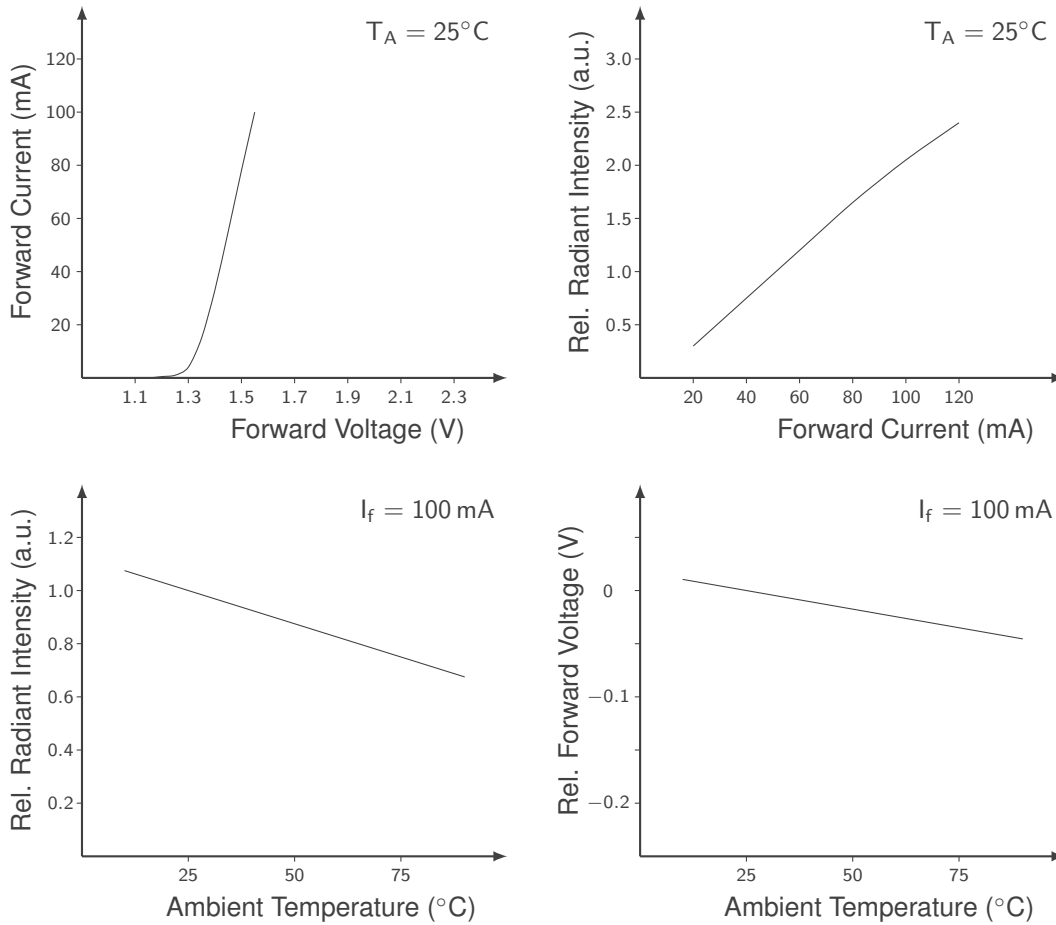 T_A = 25°C
Forward Current (mA)
120
100
80
60
40
20
1.1 1.3 1.5 1.7 1.9 2.1 2.3
Forward Voltage (V)
T_A = 25°C
Rel. Radiant Intensity (a.u.)
3.0
2.5
2.0
1.5
1.0
0.5
20 40 60 80 100 120
Forward Current (mA)
I_f = 100 mA
Rel. Radiant Intensity (a.u.)
1.2
1.0
0.8
0.6
0.4
0.2
25 50 75
Ambient Temperature (°C)
I_f = 100 mA
Rel. Forward Voltage (V)
0
−0.1
−0.2
25 50 75
Ambient Temperature (°C)